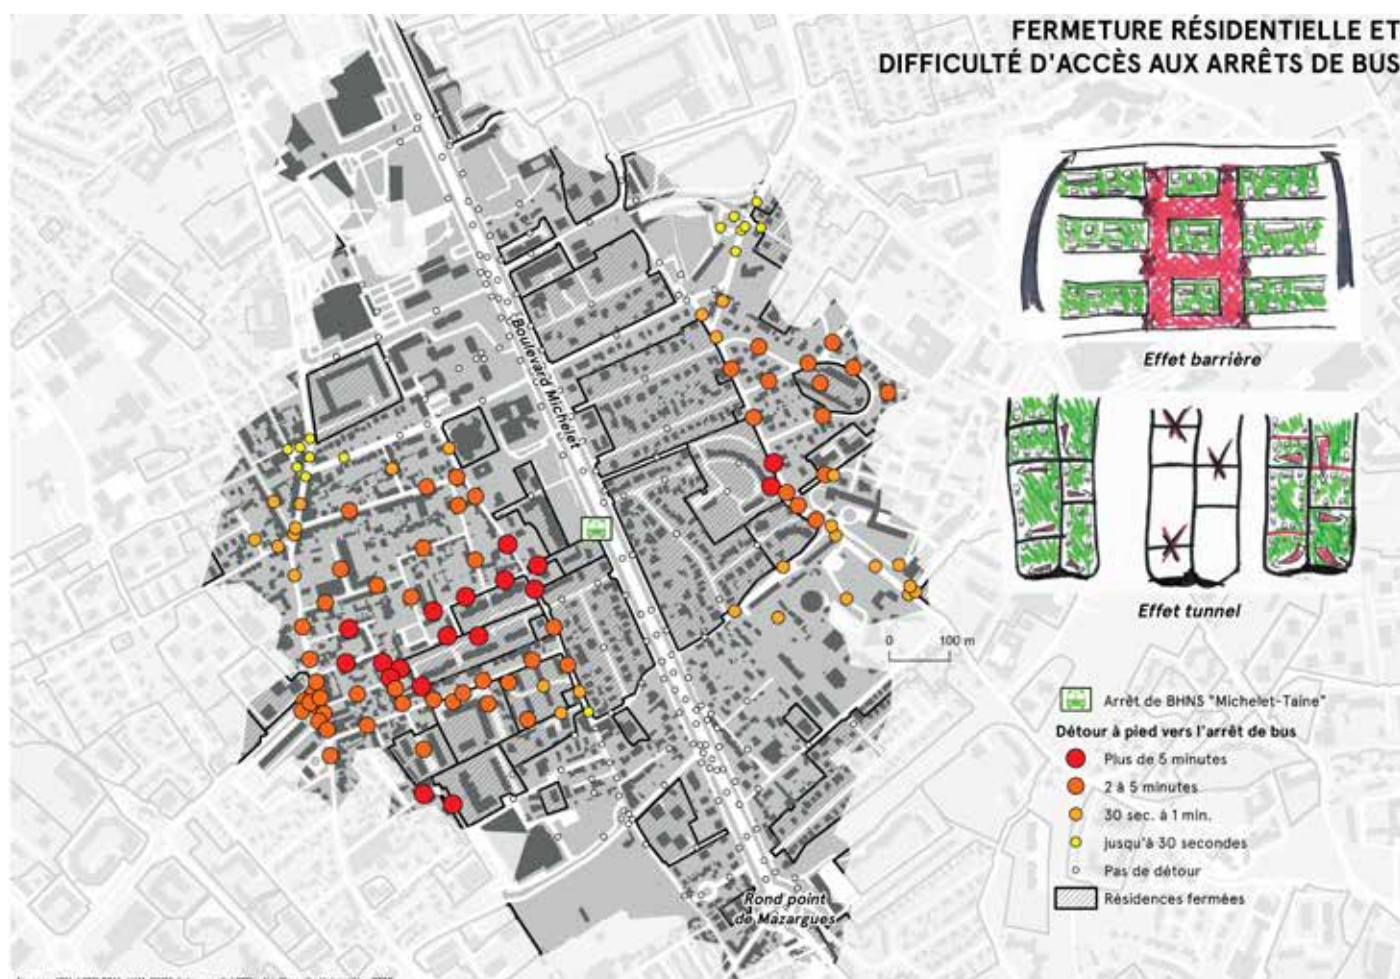 FERMETURE RÉSIDENTIELLE ET
DIFFICULTÉ D'ACCÈS AUX ARRÊTS DE BUS
Effet barrière
Effet tunnel
Boulevard Michelet
0 100 m
Arrêt de BHNS "Michelet-Taine"
Détour à pied vers l'arrêt de bus
Plus de 5 minutes
2 à 5 minutes
30 sec. à 1 min.
jusqu'à 30 secondes
Pas de détour
Résidences fermées
Rond point
de Mazargues